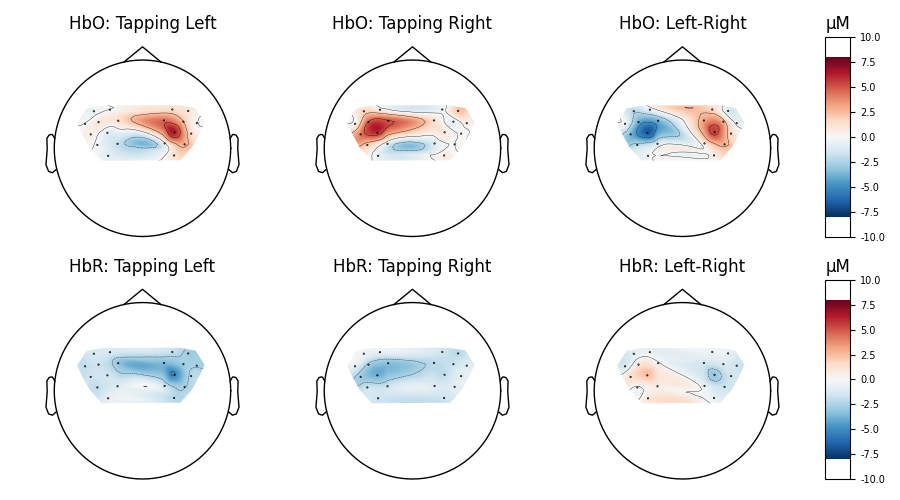 HbO: Tapping Left
HbO: Tapping Right
HbO: Left-Right
μM
10.0
7.5
5.0
2.5
0.0
-2.5
-5.0
-7.5
-10.0
HbR: Tapping Left
HbR: Tapping Right
HbR: Left-Right
μM
10.0
7.5
5.0
2.5
0.0
-2.5
-5.0
-7.5
-10.0